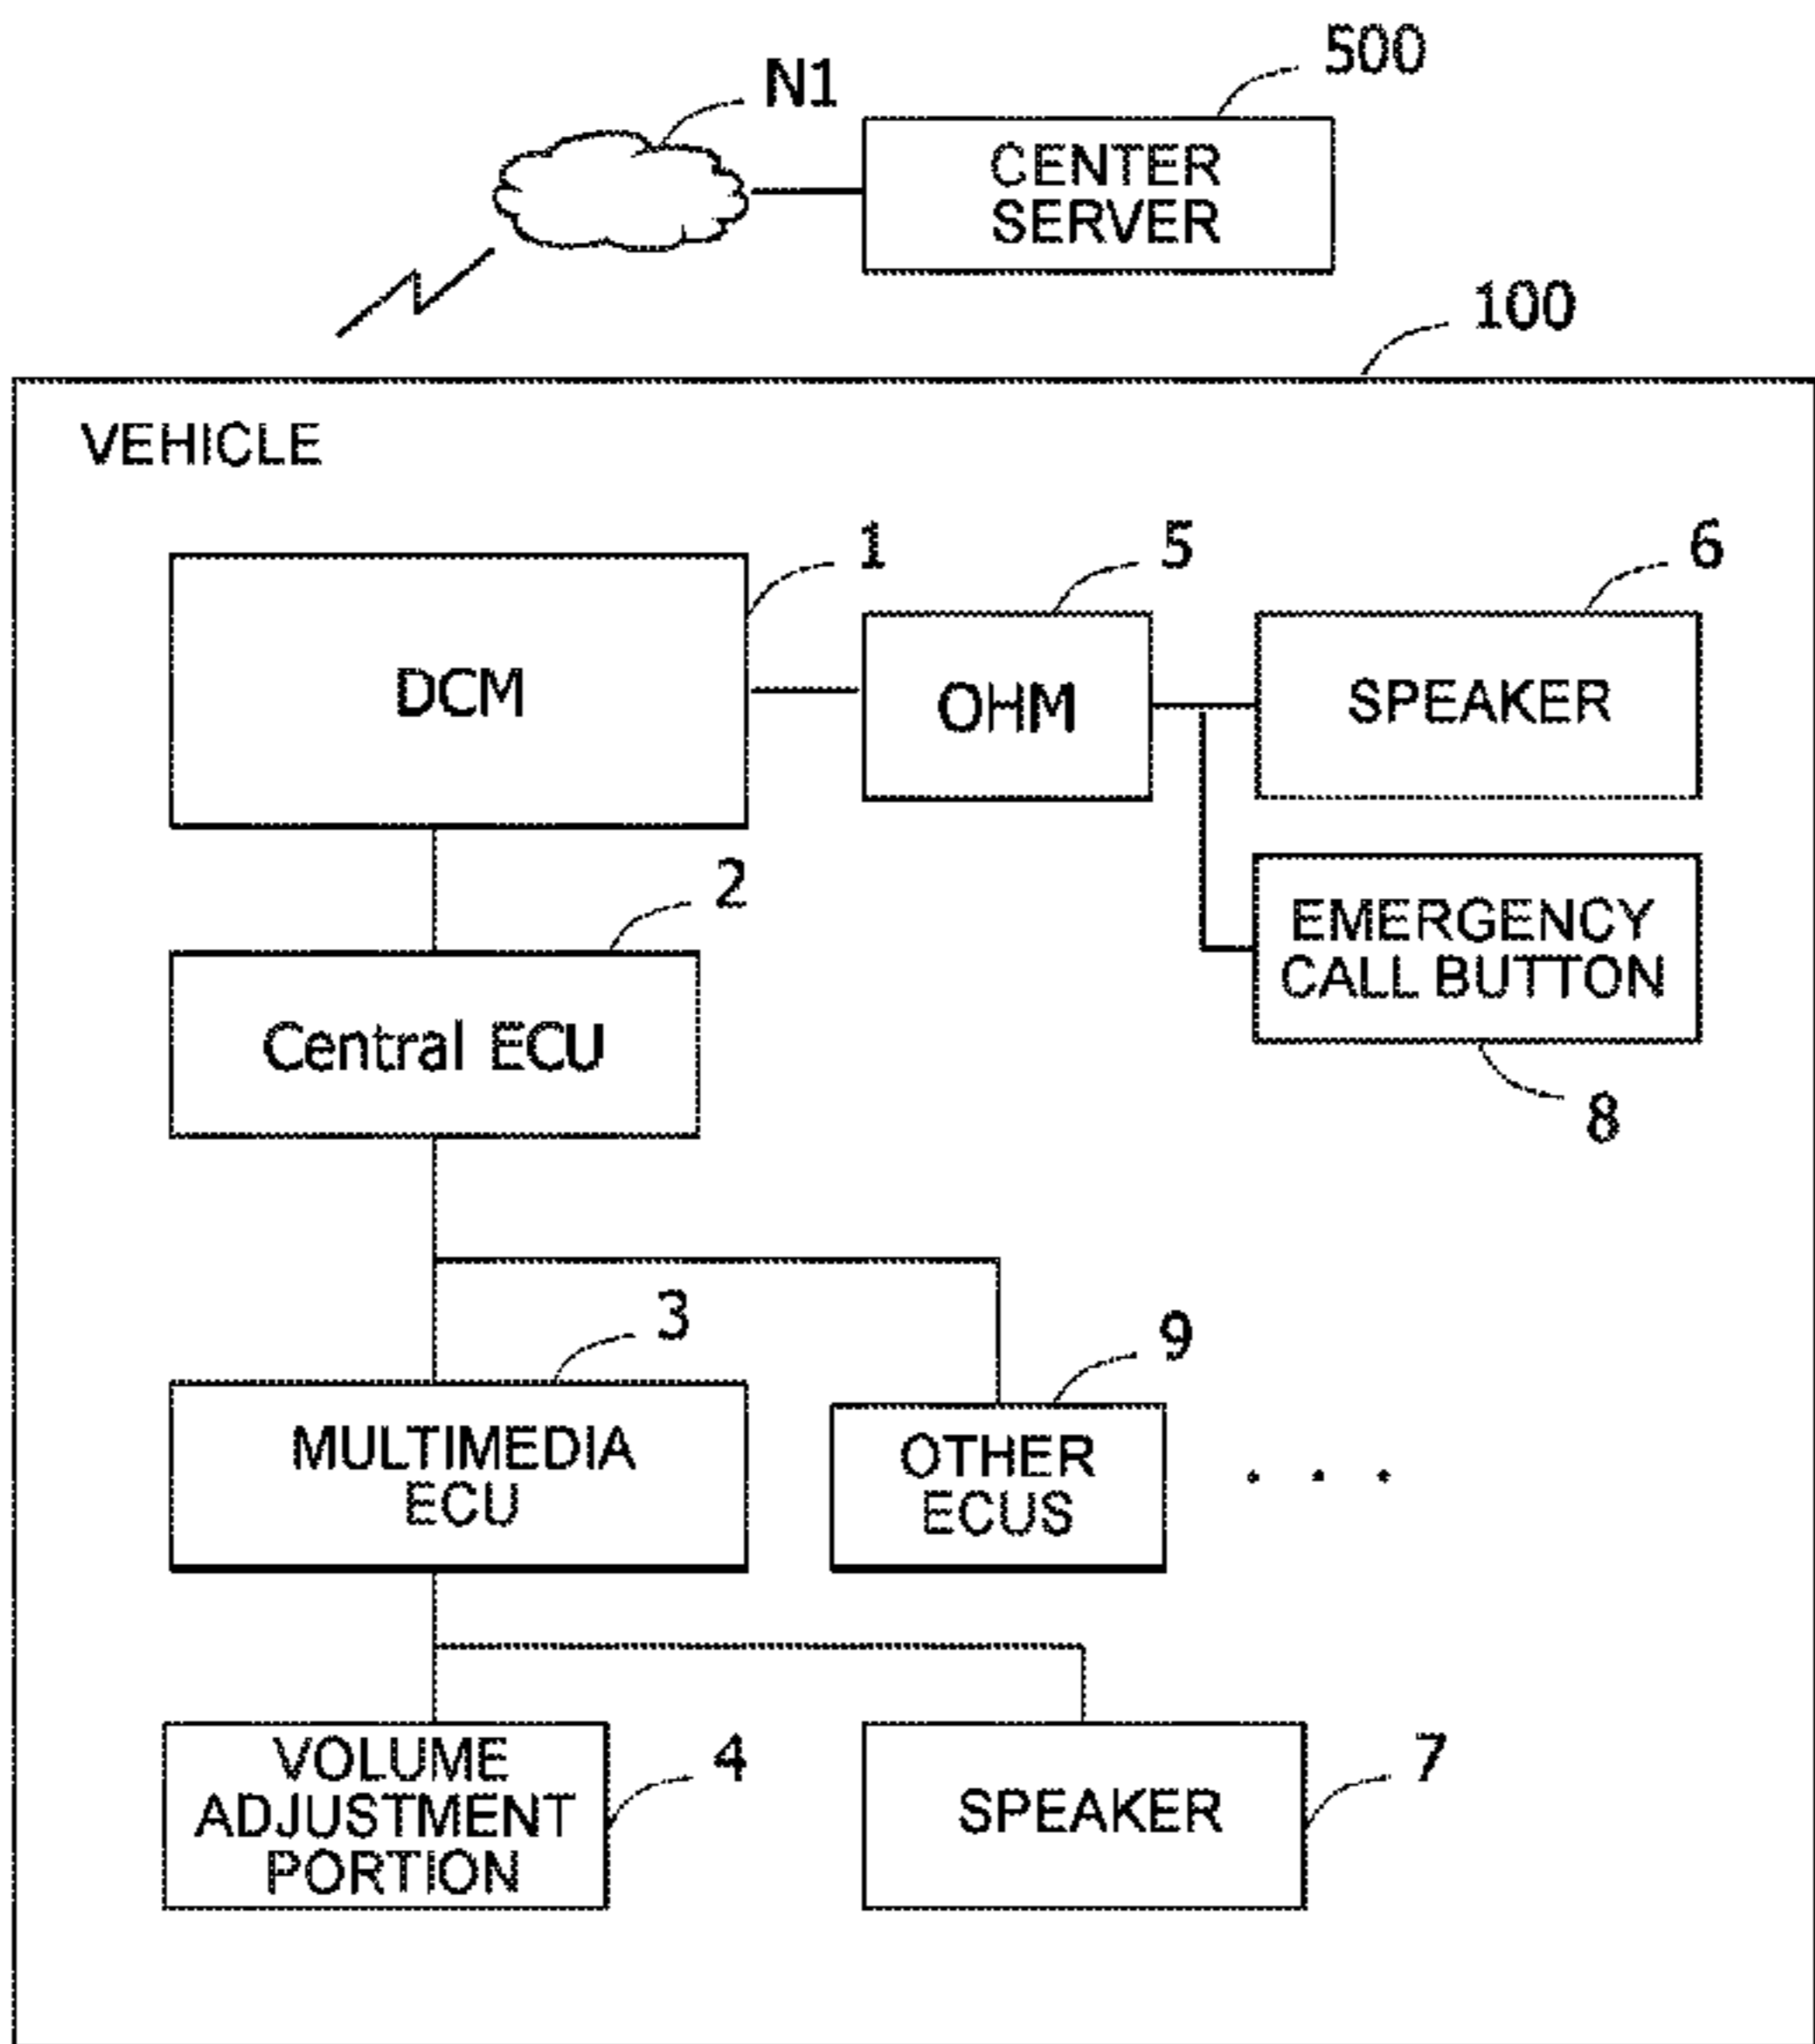 500
N1
CENTER
SERVER
100
VEHICLE
1
5
6
DCM
OHM
SPEAKER
2
EMERGENCY
CALL BUTTON
Central ECU
8
3
9
MULTIMEDIA
ECU
OTHER
ECUS
. . .
4
7
VOLUME
ADJUSTMENT
PORTION
SPEAKER